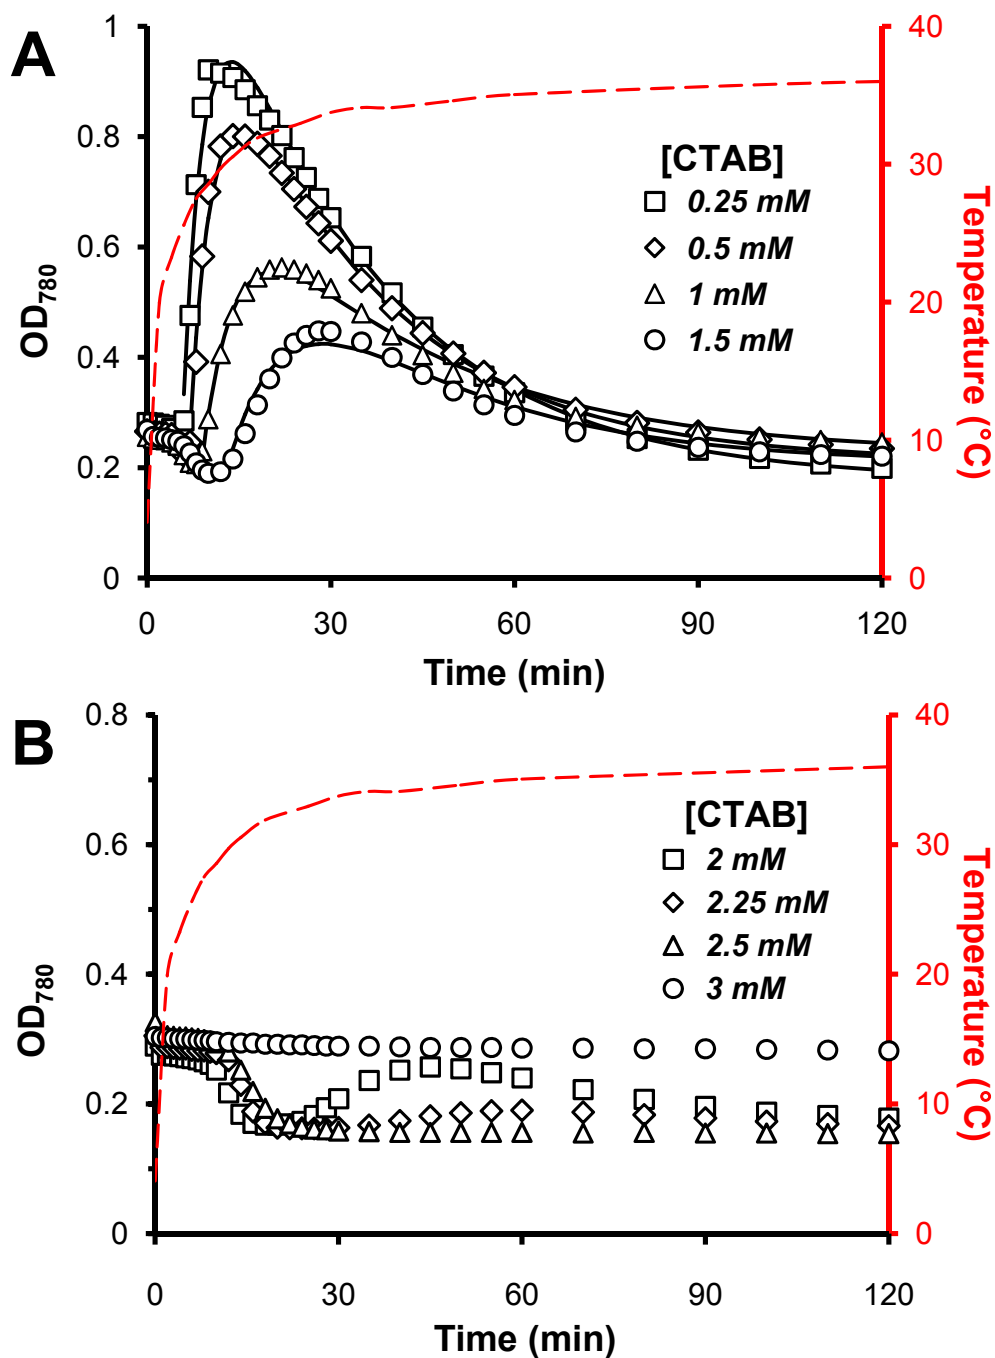 A
1
0.8
0.6
0.4
0.2
0
OD780
40
30
20
10
0
Temperature (°C)
[CTAB]
0.25 mM
0.5 mM
1 mM
1.5 mM
0 30 60 90 120
Time (min)
B
0.8
0.6
0.4
0.2
0
OD780
40
30
20
10
0
Temperature (°C)
[CTAB]
2 mM
2.25 mM
2.5 mM
3 mM
0 30 60 90 120
Time (min)